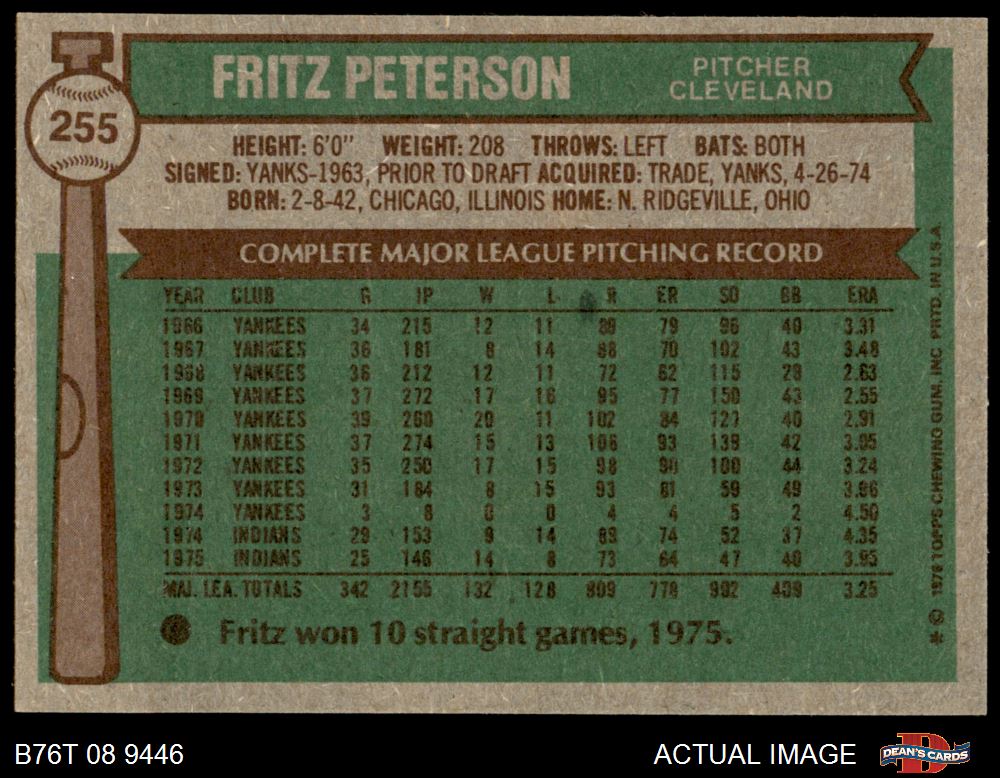 255
FRITZ PETERSON
PITCHER
CLEVELAND
HEIGHT: 6'0" WEIGHT: 208 THROWS: LEFT BATS: BOTH
SIGNED: YANKS-1963, PRIOR TO DRAFT ACQUIRED: TRADE, YANKS, 4-26-74
BORN: 2-8-42, CHICAGO, ILLINOIS HOME: N. RIDGEVILLE, OHIO
COMPLETE MAJOR LEAGUE PITCHING RECORD
YEAR CLUB G IP W L R ER SO BB ERA
1966 YANKEES 34 215 12 11 89 79 96 40 3.31
1967 YANKEES 36 181 8 14 88 70 102 43 3.48
1968 YANKEES 36 212 12 11 72 62 115 29 2.63
1969 YANKEES 37 272 17 16 95 77 150 43 2.55
1970 YANKEES 39 260 20 11 102 84 127 40 2.91
1971 YANKEES 37 274 15 13 106 93 139 42 3.05
1972 YANKEES 35 250 17 15 98 90 100 44 3.24
1973 YANKEES 31 184 8 15 93 81 59 49 3.96
1974 YANKEES 3 8 0 0 4 4 5 2 4.50
1974 INDIANS 29 153 9 14 89 74 52 37 4.35
1975 INDIANS 25 146 14 8 73 64 47 40 3.95
MAJ. LEA. TOTALS 342 2155 132 128 909 778 992 409 3.25
Fritz won 10 straight games, 1975.
* © 1976 TOPPS CHEWING GUM, INC. PRTD. IN U.S.A.
B76T 08 9446
ACTUAL IMAGE
DEAN'S CARDS